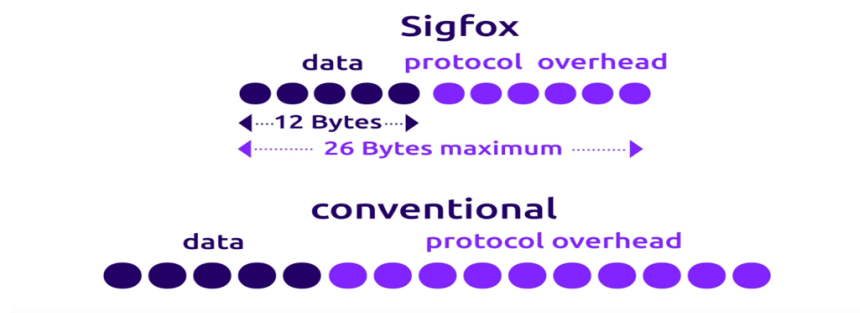 Sigfox
data protocol overhead
12 Bytes
26 Bytes maximum
conventional
data protocol overhead